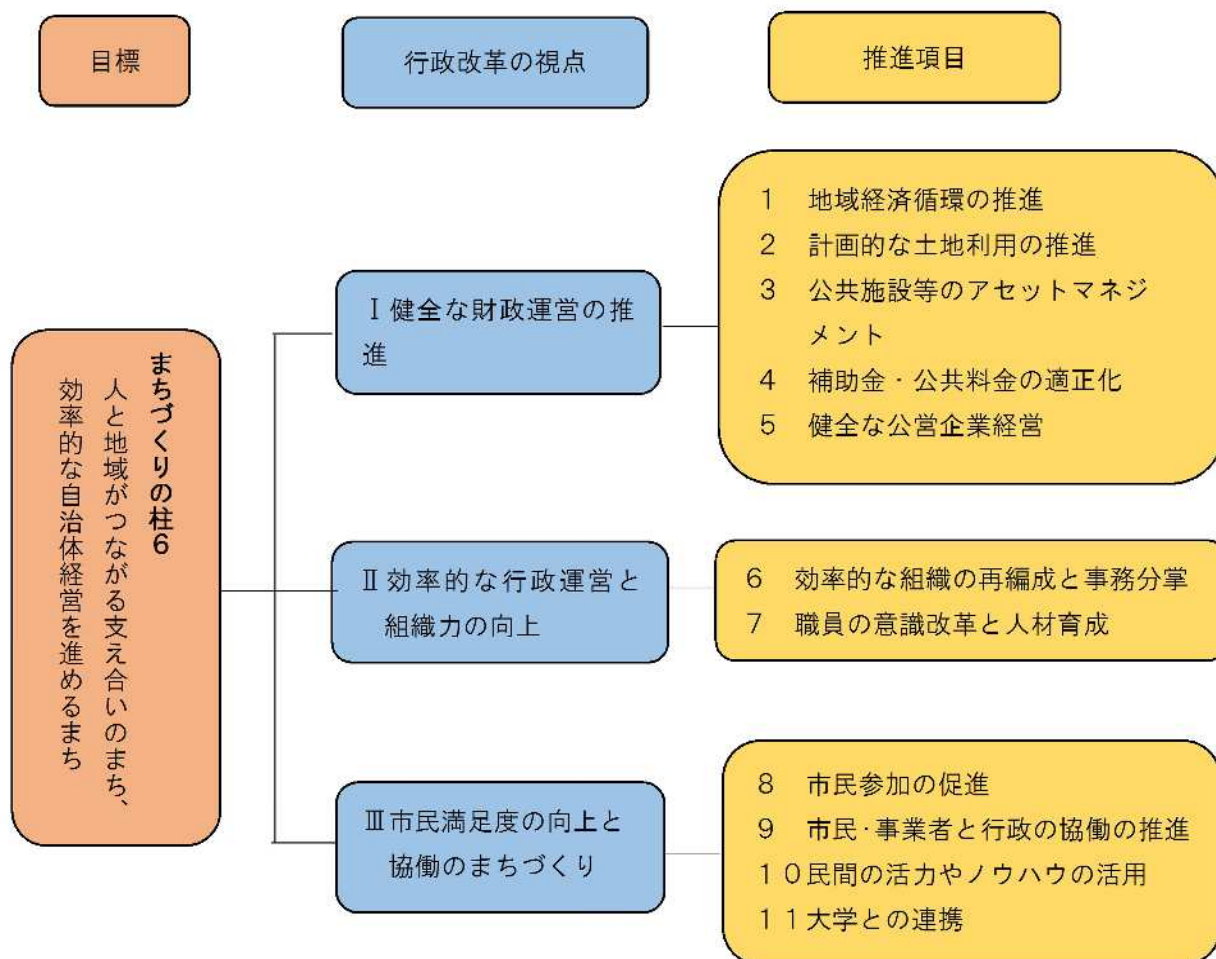 目標
行政改革の視点
推進項目
まちづくりの柱6
人と地域がつながる支え合いのまち、
効率的な自治体経営を進めるまち
Ⅰ健全な財政運営の推
進
1 地域経済循環の推進
2 計画的な土地利用の推進
3 公共施設等のアセットマネジ
メント
4 補助金・公共料金の適正化
5 健全な公営企業経営
Ⅱ効率的な行政運営と
組織力の向上
6 効率的な組織の再編成と事務分掌
7 職員の意識改革と人材育成
Ⅲ市民満足度の向上と
協働のまちづくり
8 市民参加の促進
9 市民・事業者と行政の協働の推進
10民間の活力やノウハウの活用
11大学との連携